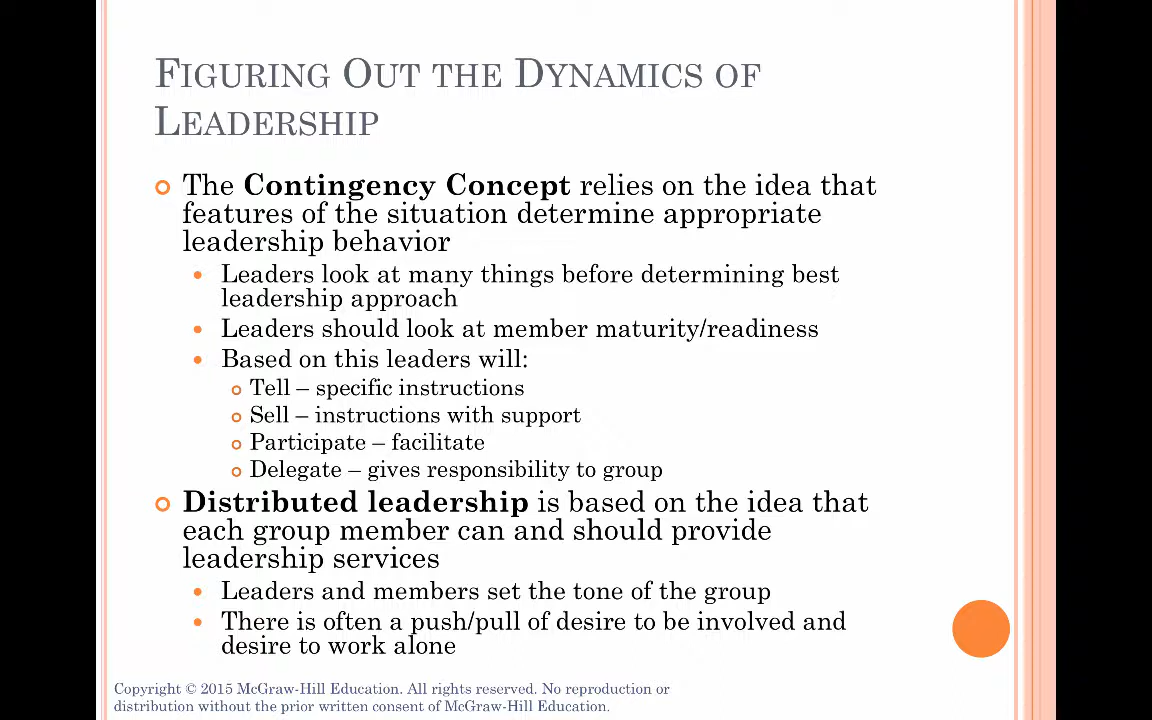 Figuring Out the Dynamics of
Leadership
The Contingency Concept relies on the idea that
features of the situation determine appropriate
leadership behavior
Leaders look at many things before determining best
leadership approach
Leaders should look at member maturity/readiness
Based on this leaders will:
Tell – specific instructions
Sell – instructions with support
Participate – facilitate
Delegate – gives responsibility to group
Distributed leadership is based on the idea that
each group member can and should provide
leadership services
Leaders and members set the tone of the group
There is often a push/pull of desire to be involved and
desire to work alone
Copyright © 2015 McGraw-Hill Education. All rights reserved. No reproduction or
distribution without the prior written consent of McGraw-Hill Education.